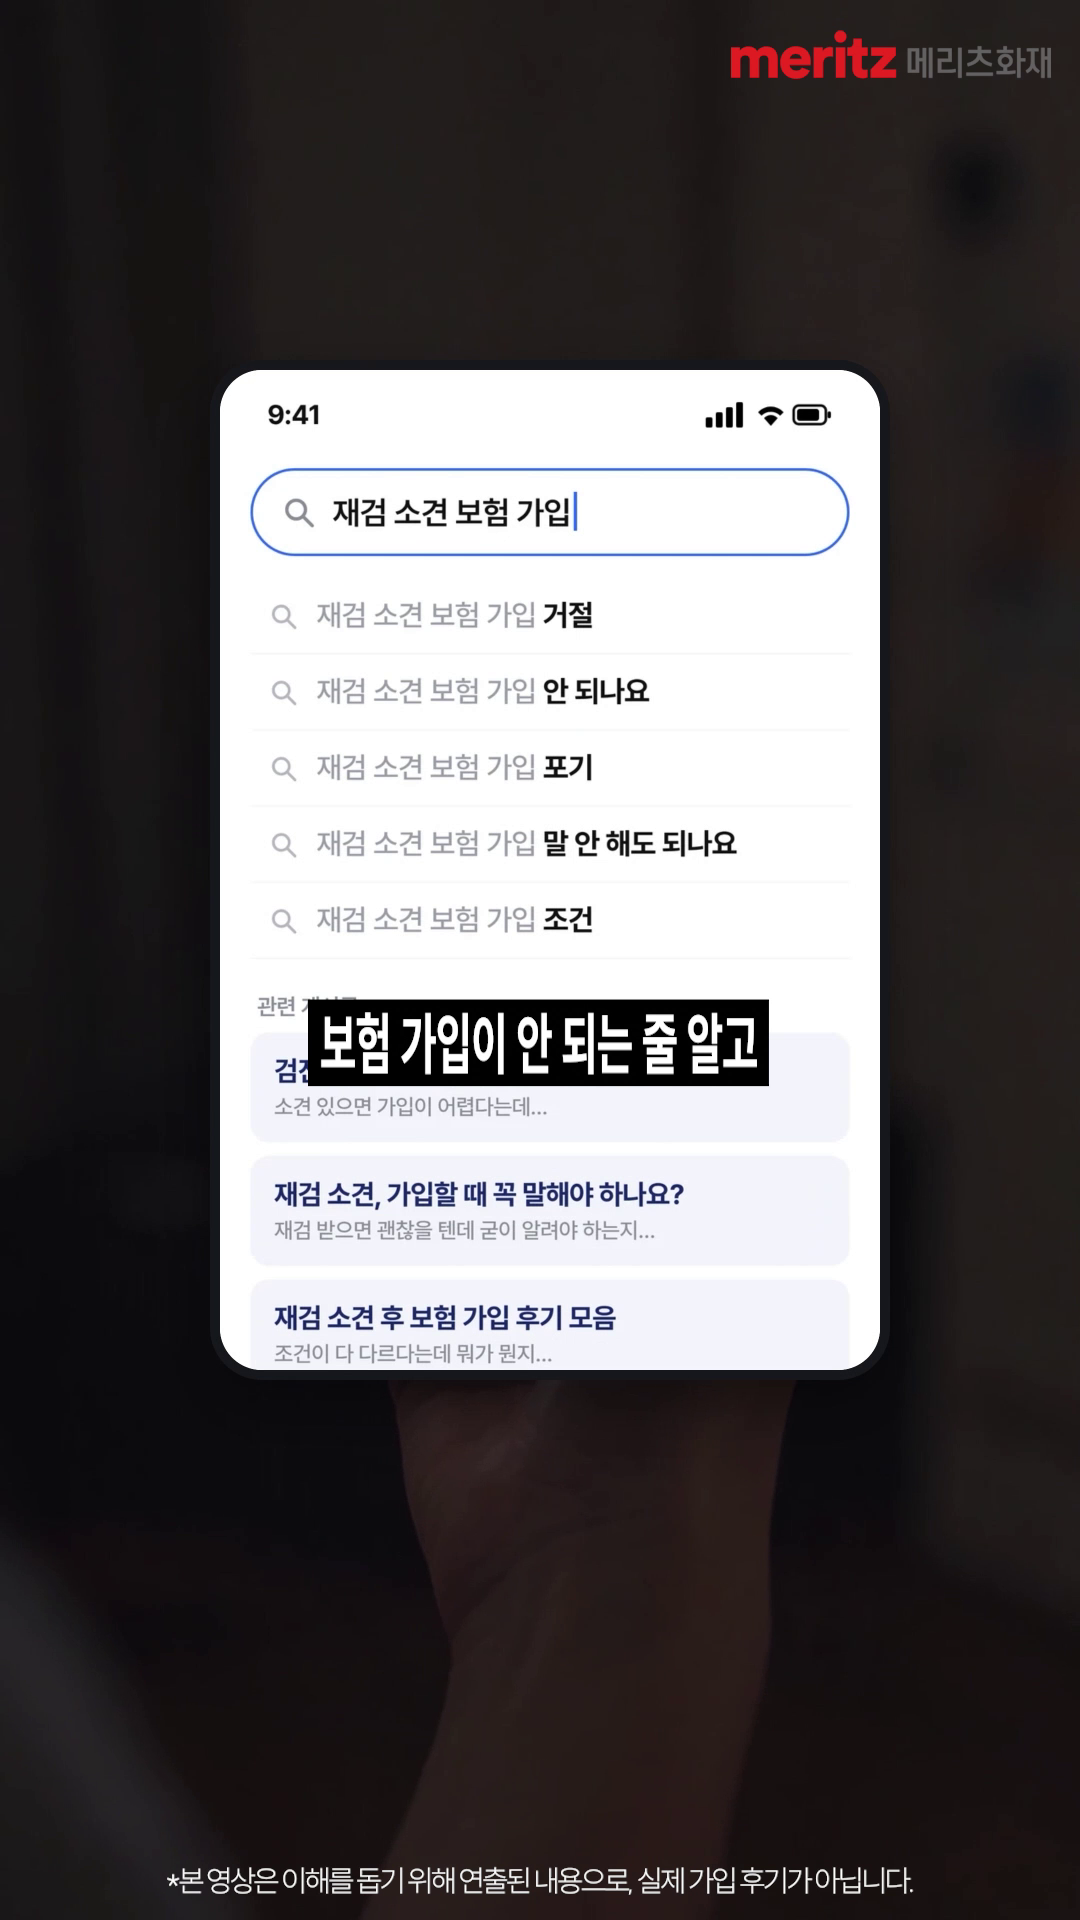 meritz 메리츠화재
9:41
재검 소견 보험 가입
재검 소견 보험 가입 거절
재검 소견 보험 가입 안 되나요
재검 소견 보험 가입 포기
재검 소견 보험 가입 말 안 해도 되나요
재검 소견 보험 가입 조건
관련
보험 가입이 안 되는 줄 알고
소견 있으면 가입이 어렵다는데...
재검 소견, 가입할 때 꼭 말해야 하나요?
재검 받으면 괜찮을 텐데 굳이 알려야 하는지...
재검 소견 후 보험 가입 후기 모음
조건이 다 다르다는데 뭐가 뭔지...
*본 영상은 이해를 돕기 위해 연출된 내용으로, 실제 가입 후기가 아닙니다.